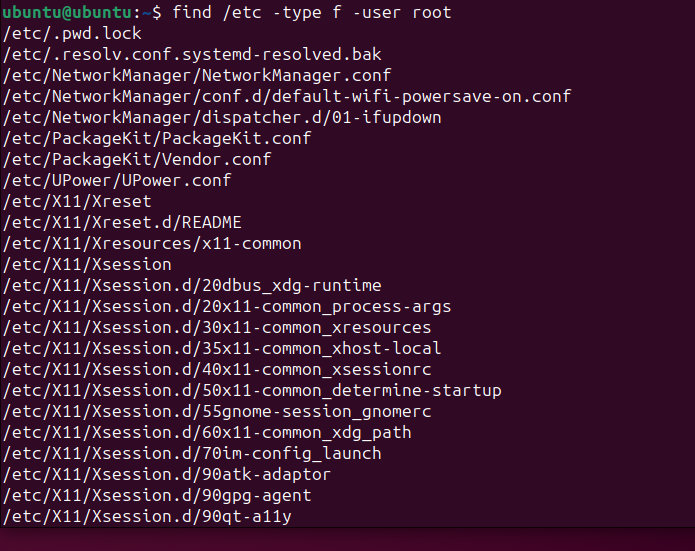 ubuntu@ubuntu:~$ find /etc -type f -user root
/etc/.pwd.lock
/etc/.resolv.conf.systemd-resolved.bak
/etc/NetworkManager/NetworkManager.conf
/etc/NetworkManager/conf.d/default-wifi-powersave-on.conf
/etc/NetworkManager/dispatcher.d/01-ifupdown
/etc/PackageKit/PackageKit.conf
/etc/PackageKit/Vendor.conf
/etc/UPower/UPower.conf
/etc/X11/Xreset
/etc/X11/Xreset.d/README
/etc/X11/Xresources/x11-common
/etc/X11/Xsession
/etc/X11/Xsession.d/20dbus_xdg-runtime
/etc/X11/Xsession.d/20x11-common_process-args
/etc/X11/Xsession.d/30x11-common_xresources
/etc/X11/Xsession.d/35x11-common_xhost-local
/etc/X11/Xsession.d/40x11-common_xsessionrc
/etc/X11/Xsession.d/50x11-common_determine-startup
/etc/X11/Xsession.d/55gnome-session_gnomerc
/etc/X11/Xsession.d/60x11-common_xdg_path
/etc/X11/Xsession.d/70im-config_launch
/etc/X11/Xsession.d/90atk-adaptor
/etc/X11/Xsession.d/90gpg-agent
/etc/X11/Xsession.d/90qt-a11y